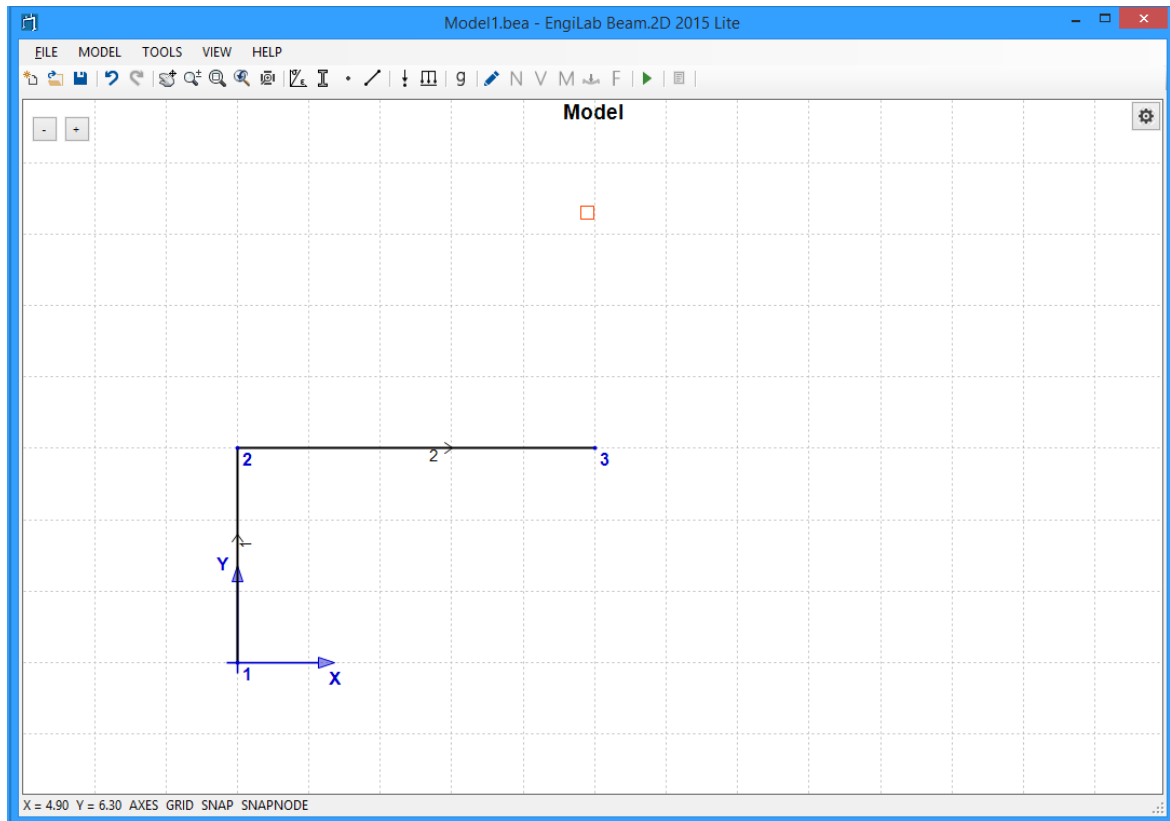 Model1.bea - EngiLab Beam.2D 2015 Lite
FILE MODEL TOOLS VIEW HELP
g N V M F
Model
- +
2
2 3
1
Y
1 X
X = 4.90 Y = 6.30 AXES GRID SNAP SNAPNODE